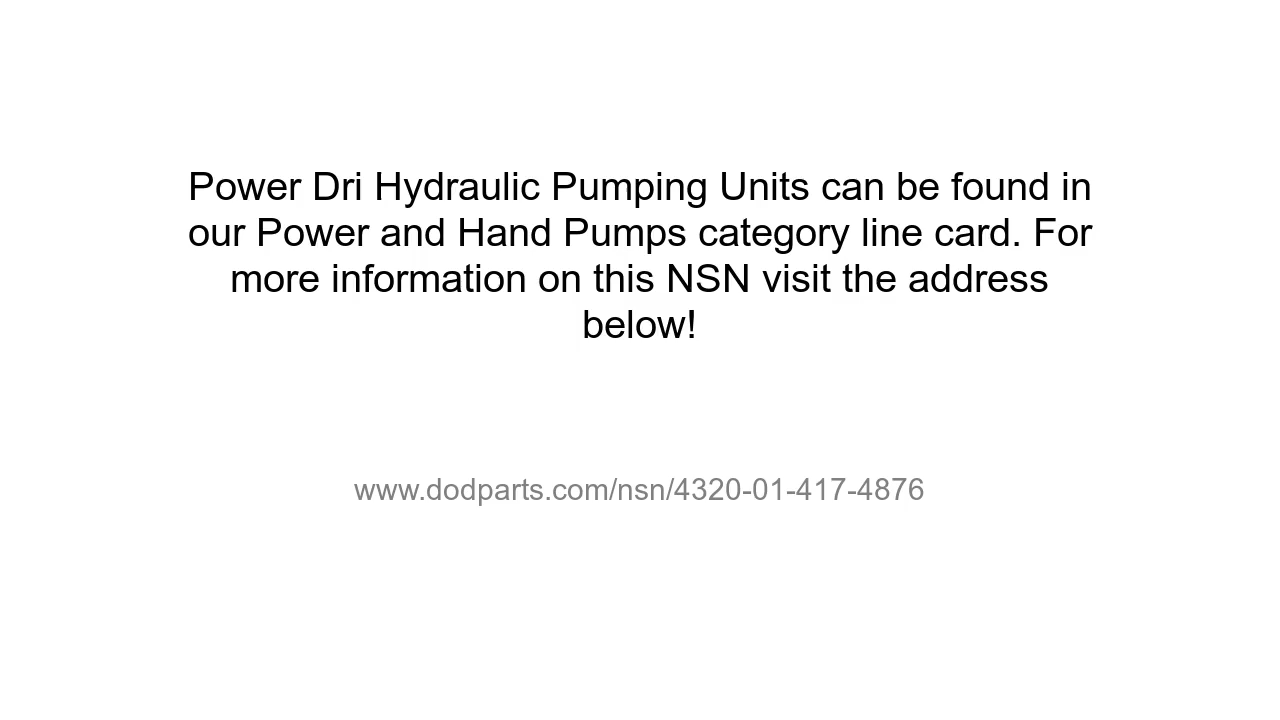 Power Dri Hydraulic Pumping Units can be found in
our Power and Hand Pumps category line card. For
more information on this NSN visit the address
below!
www.dodparts.com/nsn/4320-01-417-4876